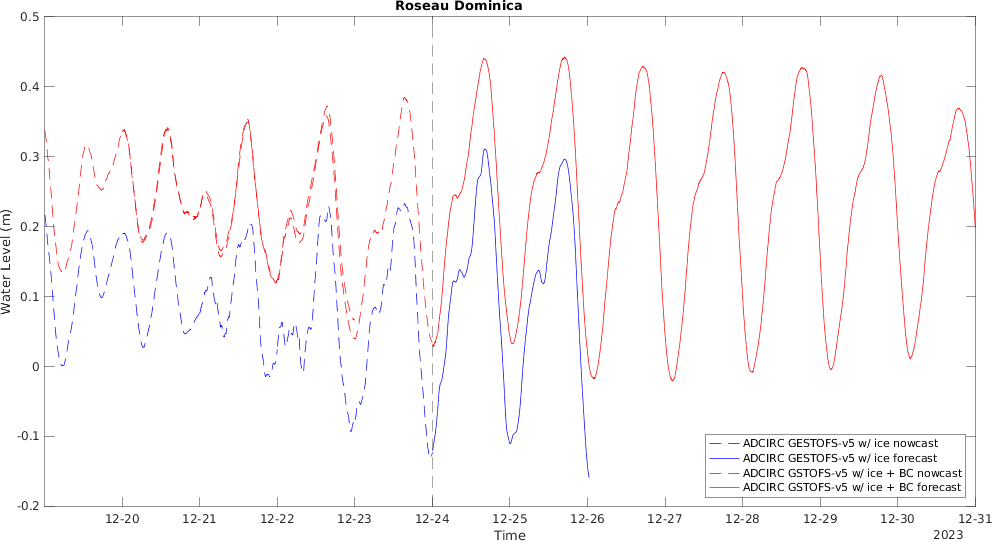 Roseau Dominica
0.5
0.4
0.3
0.2
0.1
0
-0.1
-0.2
Water Level (m)
ADCIRC GESTOFS-v5 w/ ice nowcast
ADCIRC GESTOFS-v5 w/ ice forecast
ADCIRC GSTOFS-v5 w/ ice + BC nowcast
ADCIRC GSTOFS-v5 w/ ice + BC forecast
12-20 12-21 12-22 12-23 12-24 12-25 12-26 12-27 12-28 12-29 12-30 12-31
Time
2023